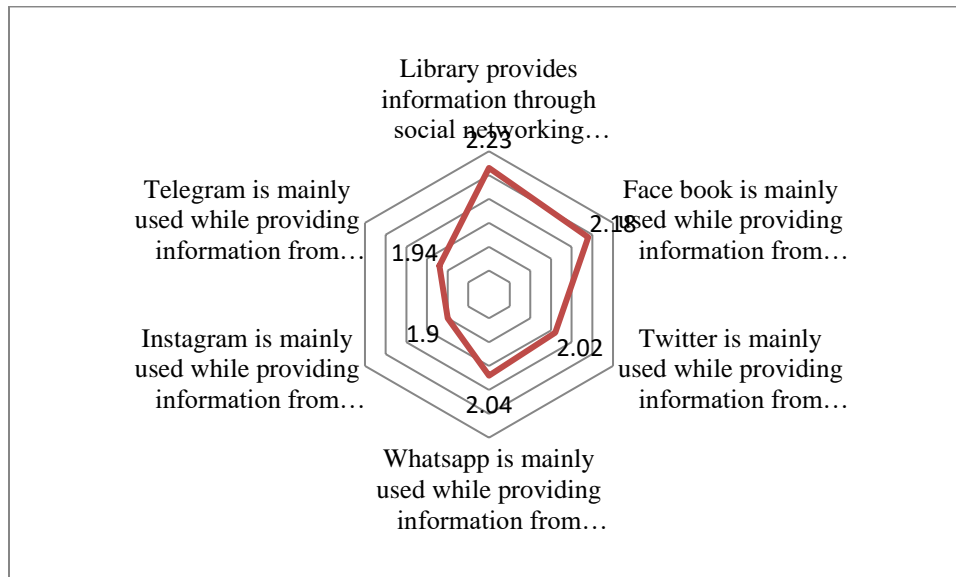 Library provides
information through
social networking…
2.23
Face book is mainly
used while providing
information from…
2.18
Twitter is mainly
used while providing
information from…
2.02
Whatsapp is mainly
used while providing
information from…
2.04
Instagram is mainly
used while providing
information from…
1.9
Telegram is mainly
used while providing
information from…
1.94